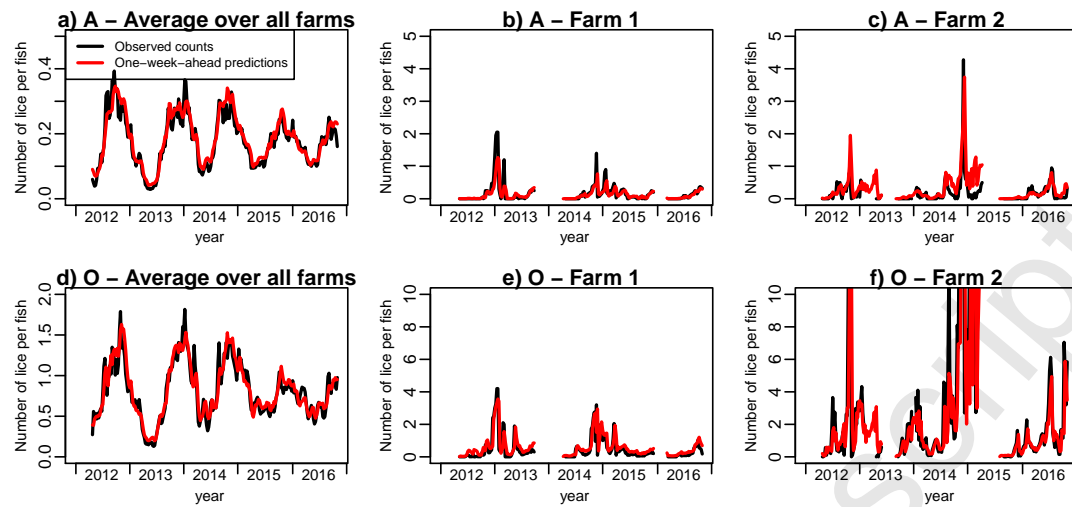 a) A − Average over all farms
b) A − Farm 1
c) A − Farm 2
Observed counts
One−week−ahead predictions
Number of lice per fish
0.0 0.2 0.4
2012 2013 2014 2015 2016
year
Number of lice per fish
0 1 2 3 4 5
2012 2013 2014 2015 2016
year
Number of lice per fish
0 1 2 3 4 5
2012 2013 2014 2015 2016
year
d) O − Average over all farms
e) O − Farm 1
f) O − Farm 2
Number of lice per fish
0.0 0.5 1.0 1.5 2.0
2012 2013 2014 2015 2016
year
Number of lice per fish
0 2 4 6 8 10
2012 2013 2014 2015 2016
year
Number of lice per fish
0 2 4 6 8 10
2012 2013 2014 2015 2016
year
script